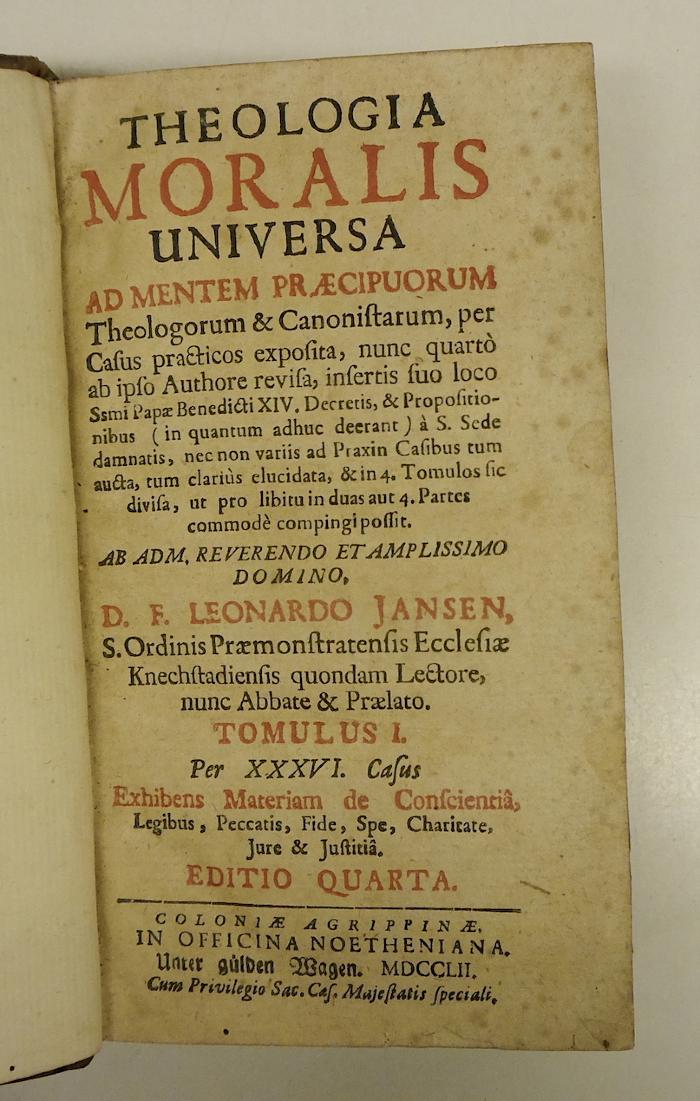 THEOLOGIA
MORALIS
UNIVERSA
AD MENTEM PRÆCIPUORUM
Theologorum & Canoniſtarum, per
Caſus practicos expoſita, nunc quartò
ab ipſo Authore reviſa, inſertis ſuo loco
Ssmi Papæ Benedicti XIV. Decretis, & Propoſitio-
nibus (in quantum adhuc deerant) à S. Sede
damnatis, nec non variis ad Praxin Caſibus tum
aucta, tum clariùs elucidata, & in 4. Tomulos ſic
diviſa, ut pro libitu in duas aut 4. Partes
commodè compingi poſſit.
AB ADM. REVERENDO ET AMPLISSIMO
DOMINO,
D. F. LEONARDO JANSEN,
S. Ordinis Præmonſtratenſis Eccleſiæ
Knechſtadienſis quondam Lectore,
nunc Abbate & Prælato.
TOMULUS I.
Per XXXVI. Caſus
Exhibens Materiam de Conſcientiâ,
Legibus, Peccatis, Fide, Spe, Charitate,
Jure & Juſtitiâ.
EDITIO QUARTA.
COLONIÆ AGRIPPINÆ,
IN OFFICINA NOETHENIANA.
Unter gülden Wagen. MDCCLII.
Cum Privilegio Sac. Cæſ. Majeſtatis ſpeciali.